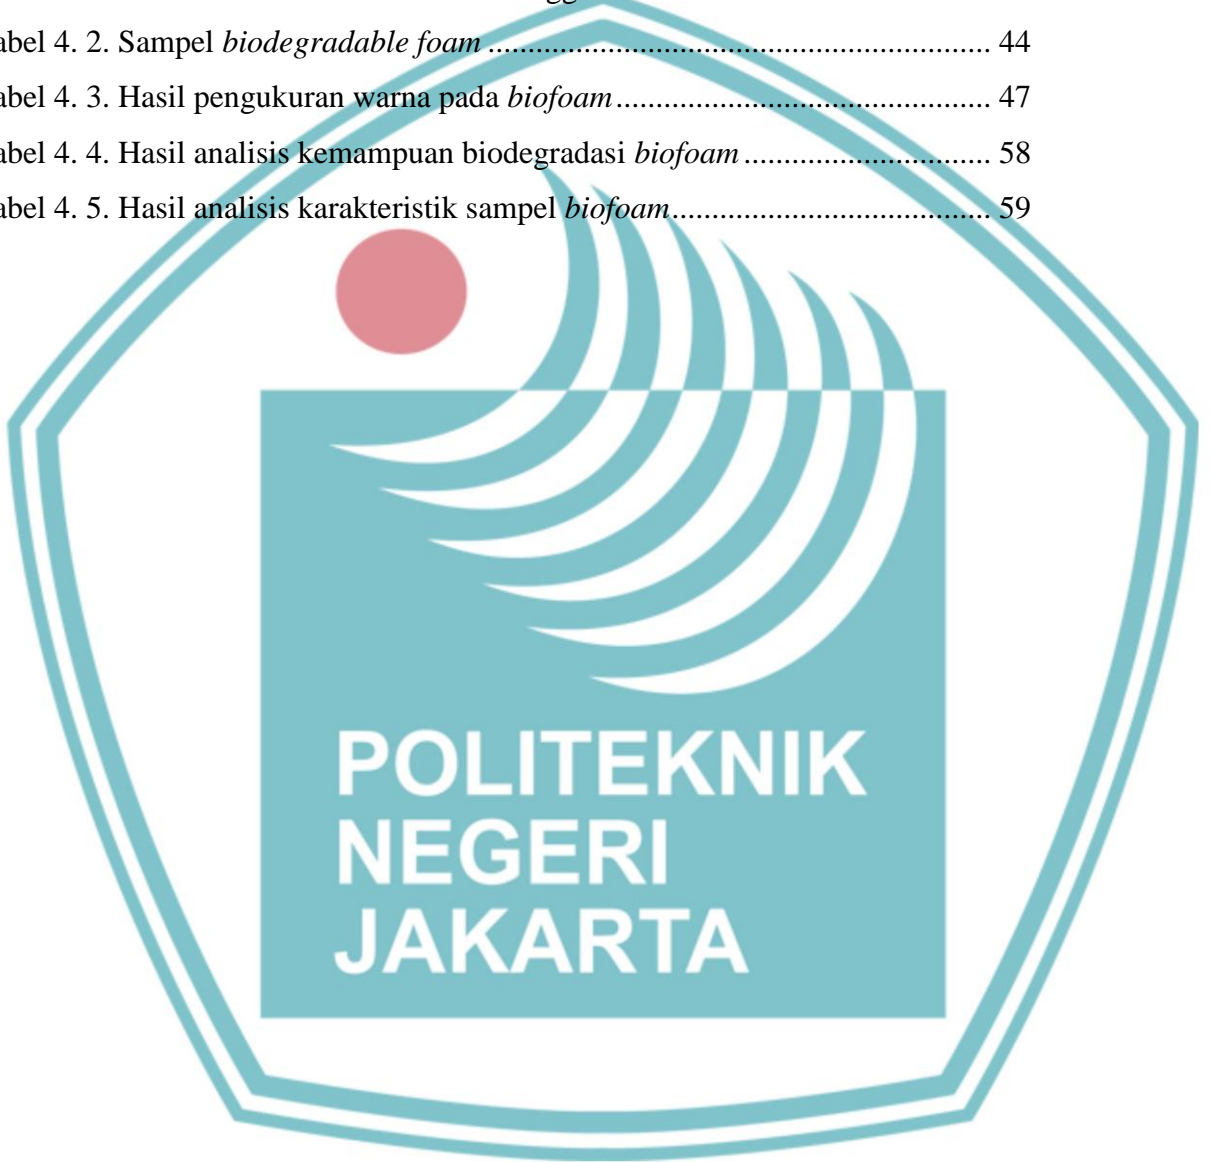 abel 4. 2. Sampel biodegradable foam ............................................................... 44
abel 4. 3. Hasil pengukuran warna pada biofoam ............................................... 47
abel 4. 4. Hasil analisis kemampuan biodegradasi biofoam ............................... 58
abel 4. 5. Hasil analisis karakteristik sampel biofoam ........................................ 59
POLITEKNIK
NEGERI
JAKARTA